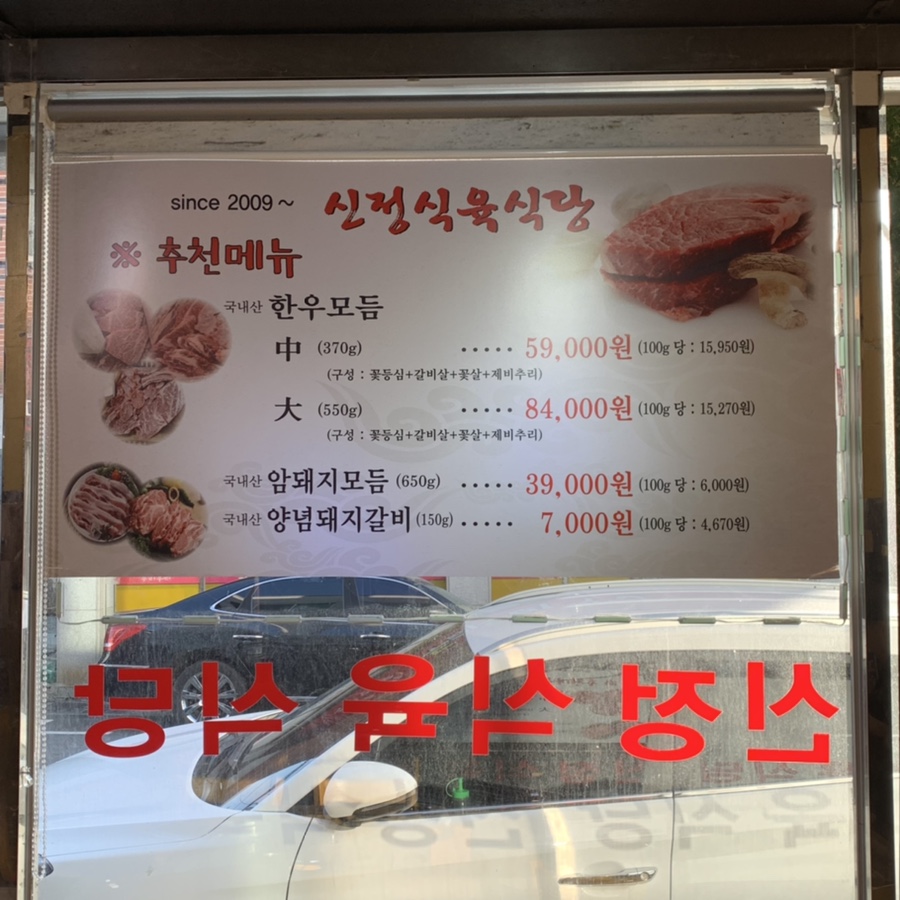 since 2009 ~ 신정식육식당
※ 추천메뉴
국내산 한우모듬
中 (370g) ····· 59,000원 (100g 당 : 15,950원)
(구성 : 꽃등심+갈비살+꽃살+제비추리)
大 (550g) ····· 84,000원 (100g 당 : 15,270원)
(구성 : 꽃등심+갈비살+꽃살+제비추리)
국내산 암돼지모듬 (650g) ····· 39,000원 (100g 당 : 6,000원)
국내산 양념돼지갈비 (150g) ····· 7,000원 (100g 당 : 4,670원)
신정식육식당